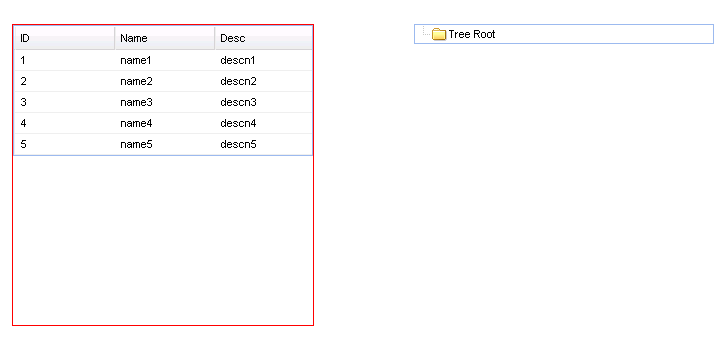 ID Name Desc
1 name1 descn1
2 name2 descn2
3 name3 descn3
4 name4 descn4
5 name5 descn5
Tree Root